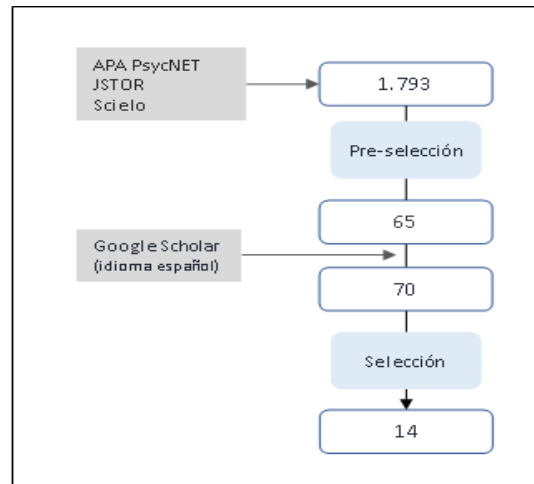 APA PsycNET
JSTOR
Scielo
1.793
Pre-selección
65
Google Scholar
(idioma español)
70
Selección
14